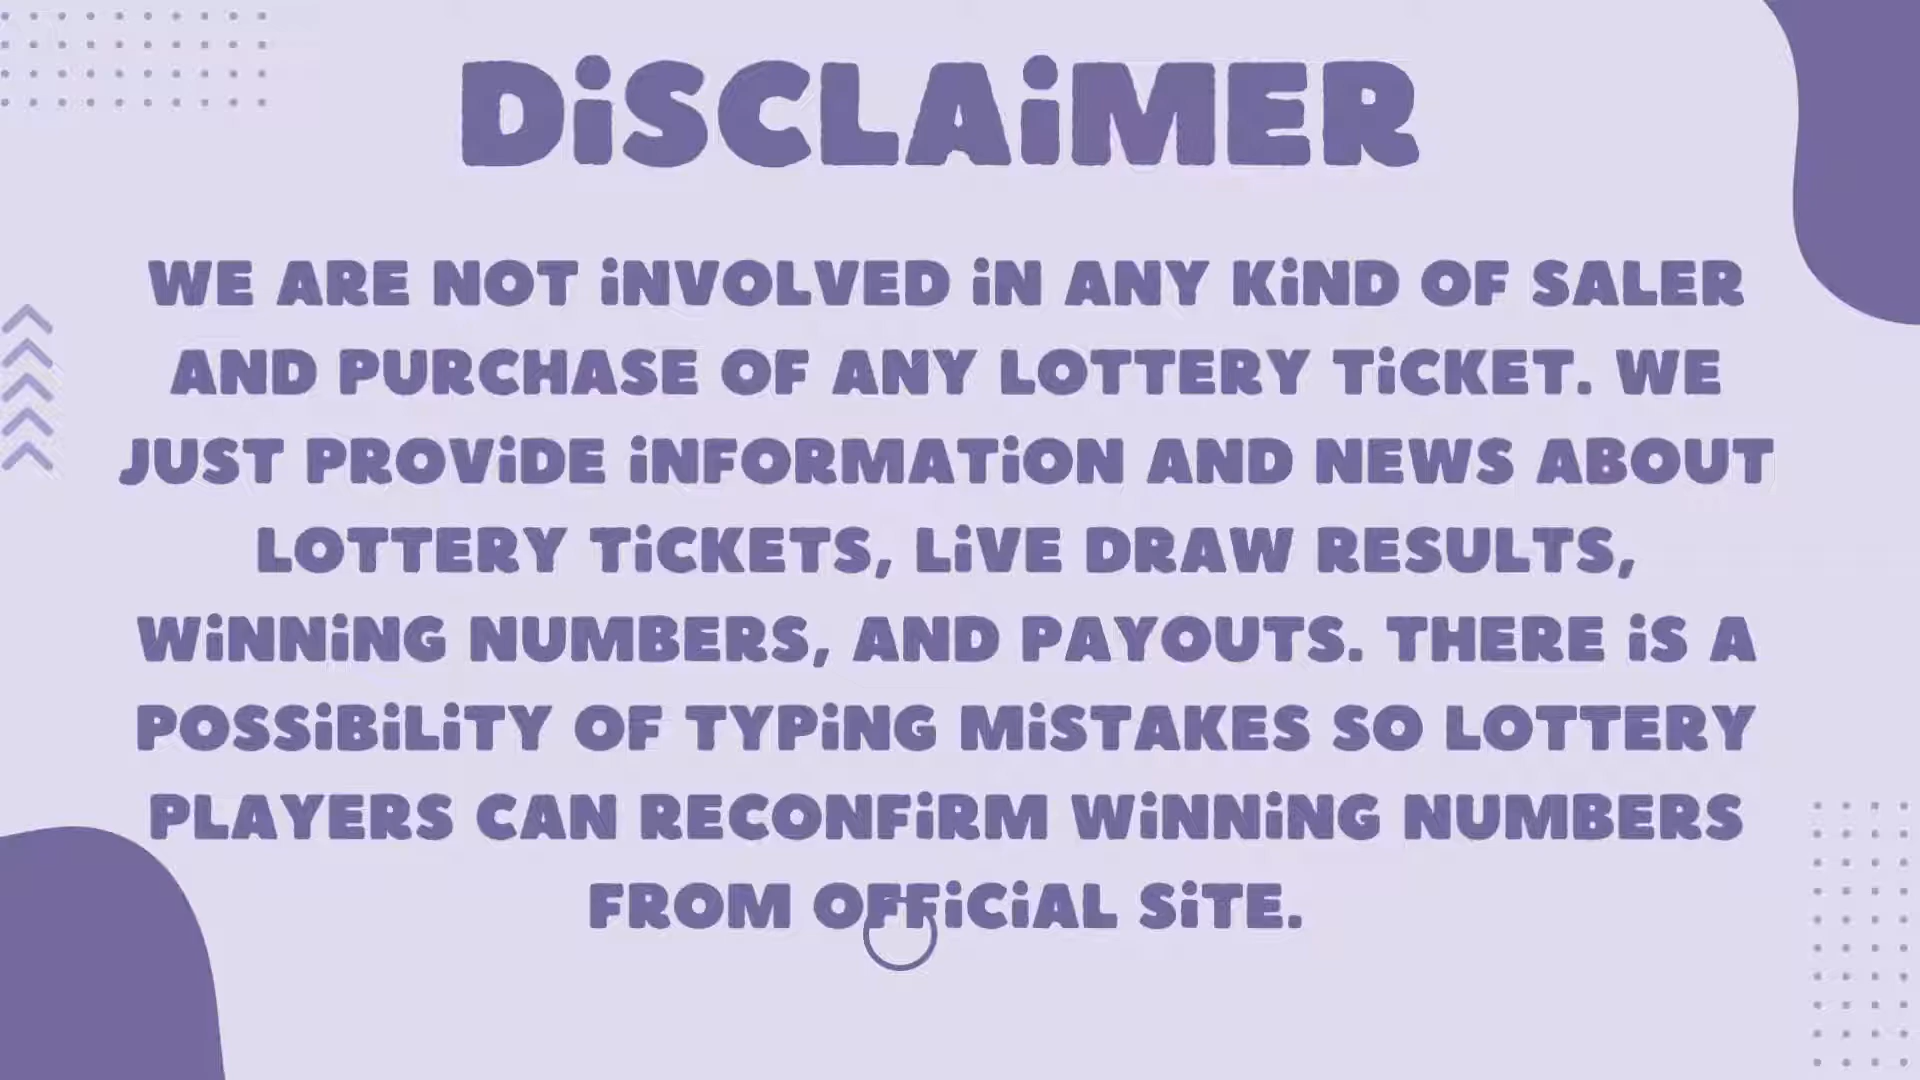 DiSCLAiMER
WE ARE NOT iNVOLVED iN ANY KiND OF SALER
AND PURCHASE OF ANY LOTTERY TiCKET. WE
JUST PROViDE iNFORMATiON AND NEWS ABOUT
LOTTERY TiCKETS, LiVE DRAW RESULTS,
WiNNiNG NUMBERS, AND PAYOUTS. THERE iS A
POSSiBiLiTY OF TYPiNG MiSTAKES SO LOTTERY
PLAYERS CAN RECONFiRM WiNNiNG NUMBERS
FROM OFFiCiAL SiTE.